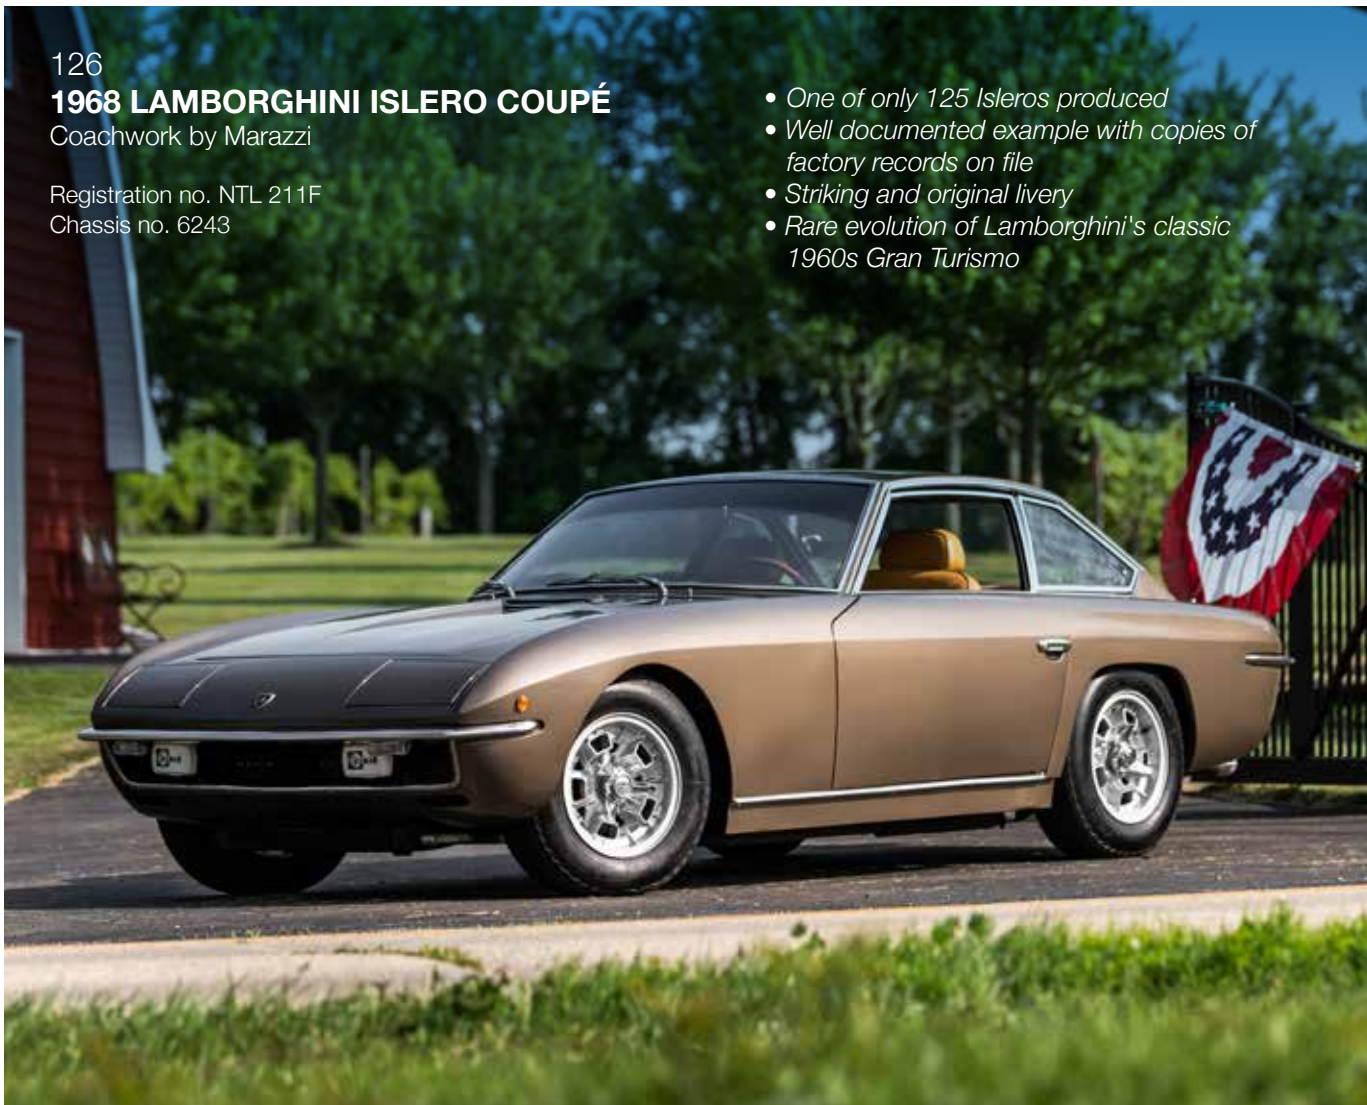 126
1968 LAMBORGHINI ISLERO COUPÉ
Coachwork by Marazzi
Registration no. NTL 211F
Chassis no. 6243
• One of only 125 Isleros produced
• Well documented example with copies of
factory records on file
• Striking and original livery
• Rare evolution of Lamborghini's classic
1960s Gran Turismo